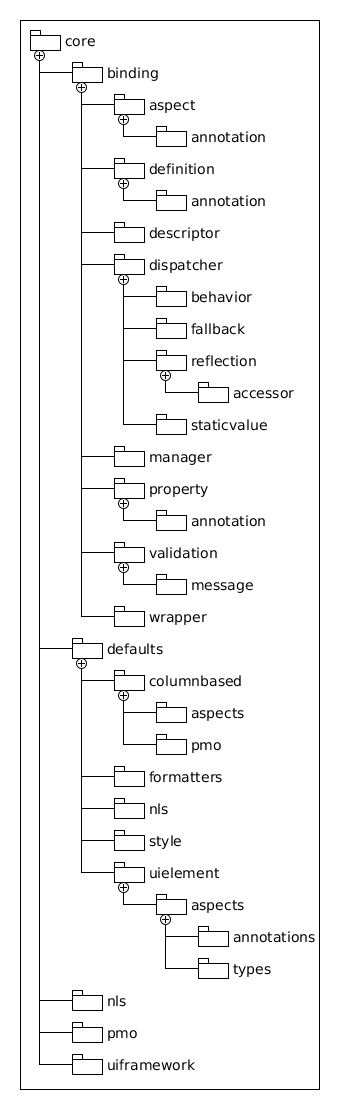 core
binding
aspect
annotation
definition
annotation
descriptor
dispatcher
behavior
fallback
reflection
accessor
staticvalue
manager
property
annotation
validation
message
wrapper
defaults
columnbased
aspects
pmo
formatters
nls
style
uielement
aspects
annotations
types
nls
pmo
uiframework